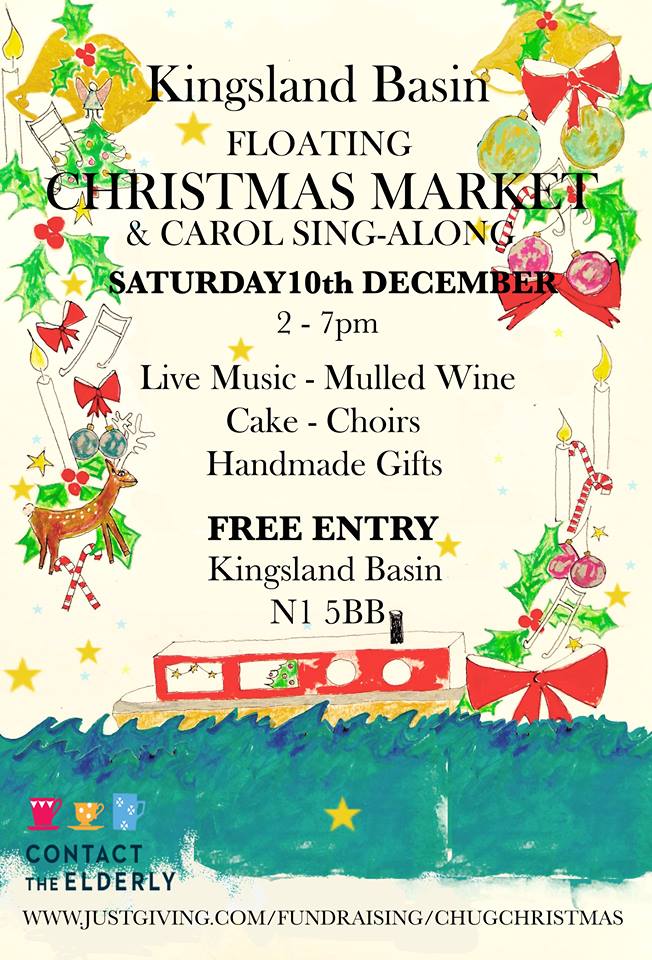 Kingsland Basin
FLOATING
CHRISTMAS MARKET
& CAROL SING-ALONG
SATURDAY10th DECEMBER
2 - 7pm
Live Music - Mulled Wine
Cake - Choirs
Handmade Gifts
FREE ENTRY
Kingsland Basin
N1 5BB
CONTACT
THE ELDERLY
WWW.JUSTGIVING.COM/FUNDRAISING/CHUGCHRISTMAS